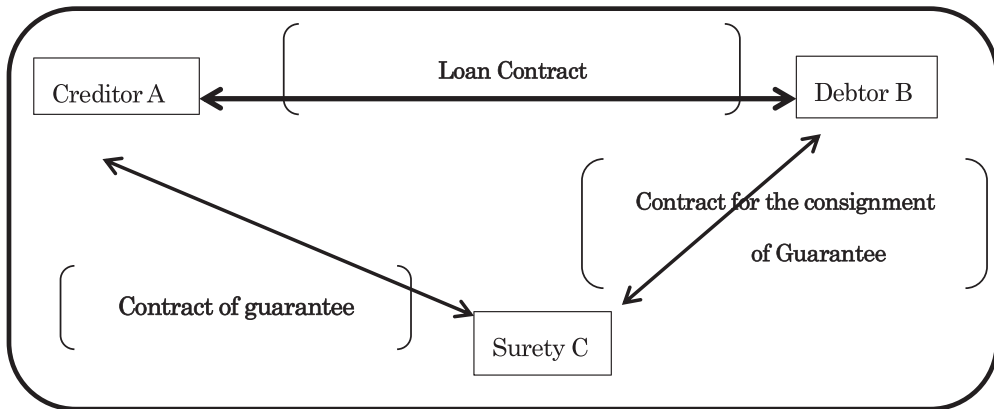 Loan Contract
Creditor A
Debtor B
Contract for the consignment
of Guarantee
Contract of guarantee
Surety C